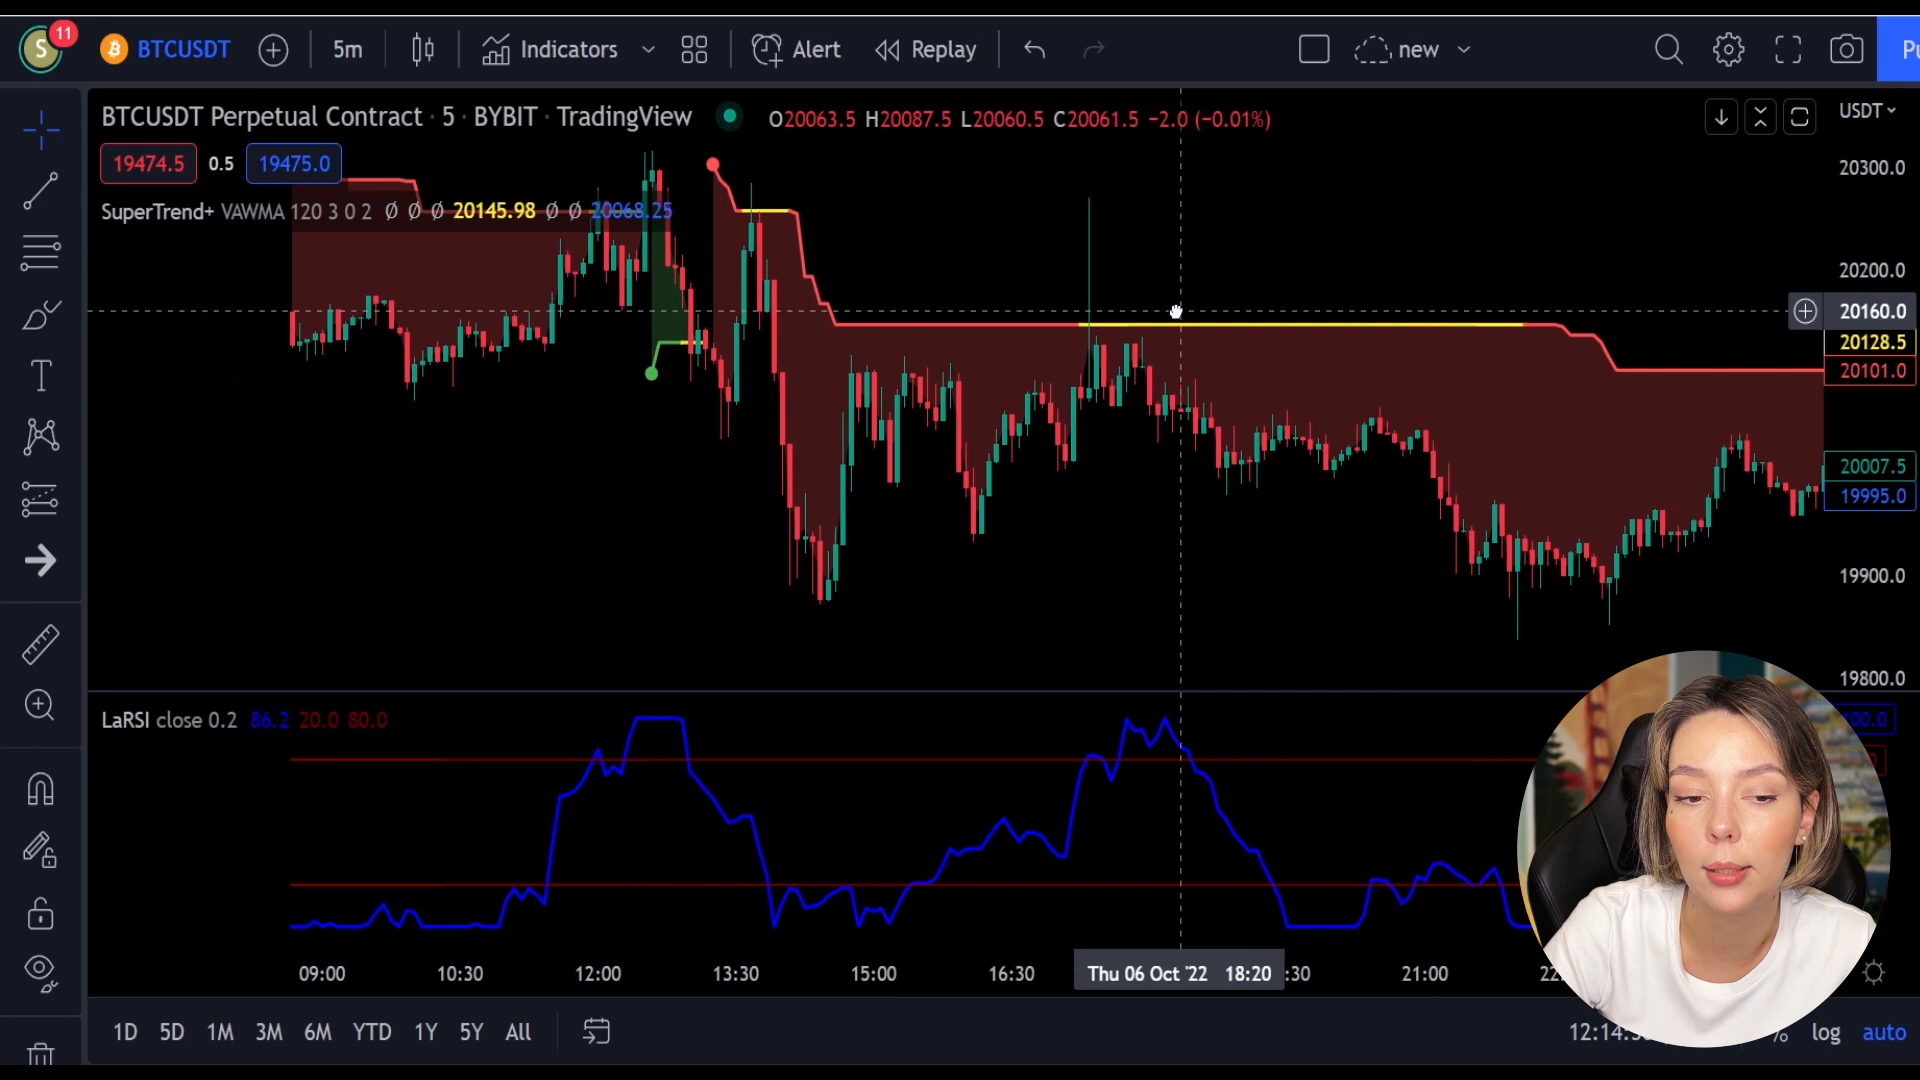 S 11 BTCUSDT 5m Indicators Alert Replay new Pu
BTCUSDT Perpetual Contract · 5 · BYBIT · TradingView O20063.5 H20087.5 L20060.5 C20061.5 −2.0 (−0.01%) USDT
19474.5 0.5 19475.0
SuperTrend+ VAWMA 120 3 0 2 Ø Ø Ø 20145.98 Ø Ø 20068.25
20300.0
20200.0
20160.0
20128.5
20101.0
20007.5
19995.0
19900.0
19800.0
LaRSI close 0.2 86.2 20.0 80.0
09:00 10:30 12:00 13:30 15:00 16:30 Thu 06 Oct '22 18:20 :30 21:00
1D 5D 1M 3M 6M YTD 1Y 5Y All 12:14: % log auto